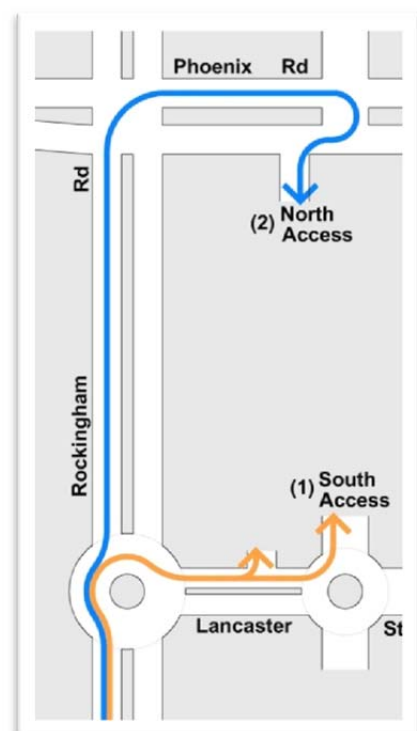 Phoenix Rd
Rd
(2) North
Access
Rockingham
(1) South
Access
Lancaster St